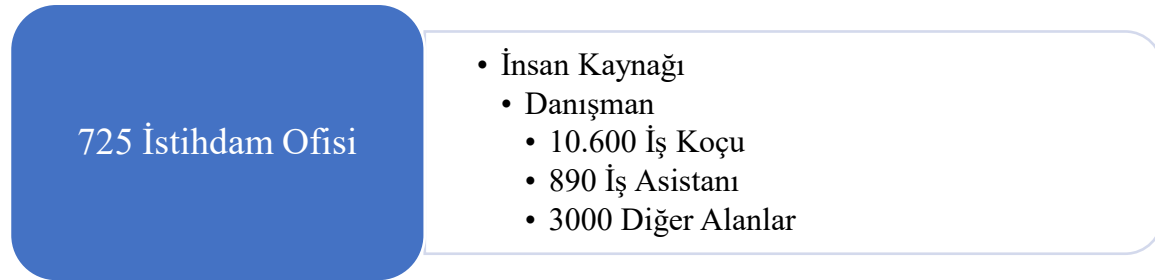 725 İstihdam Ofisi
• İnsan Kaynağı
• Danışman
• 10.600 İş Koçu
• 890 İş Asistanı
• 3000 Diğer Alanlar